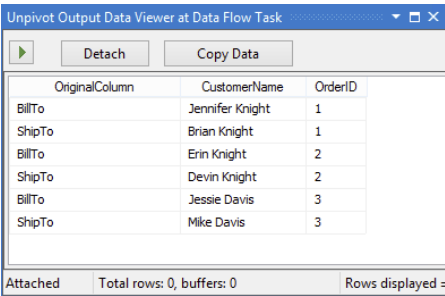 Unpivot Output Data Viewer at Data Flow Task
Detach Copy Data
OriginalColumn CustomerName OrderID
BillTo Jennifer Knight 1
ShipTo Brian Knight 1
BillTo Erin Knight 2
ShipTo Devin Knight 2
BillTo Jessie Davis 3
ShipTo Mike Davis 3
Attached Total rows: 0, buffers: 0 Rows displayed =